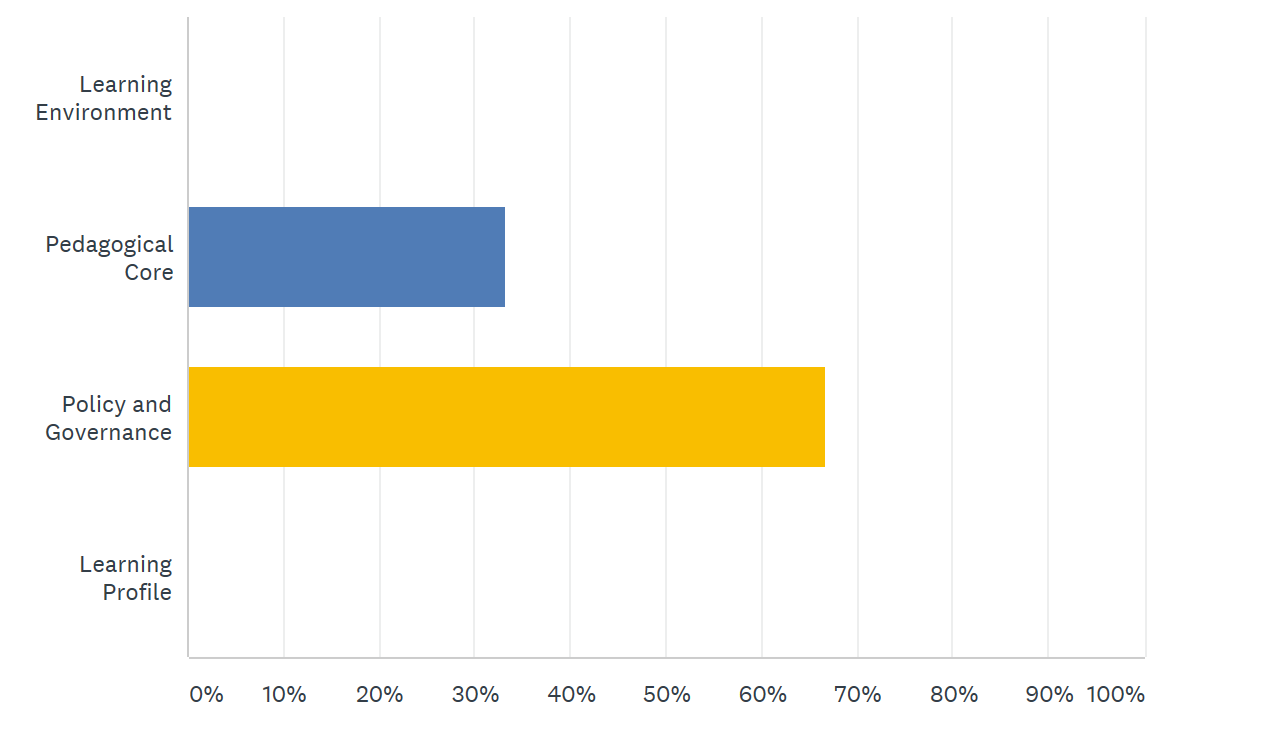 Learning
Environment
Pedagogical
Core
Policy and
Governance
Learning
Profile
0% 10% 20% 30% 40% 50% 60% 70% 80% 90% 100%